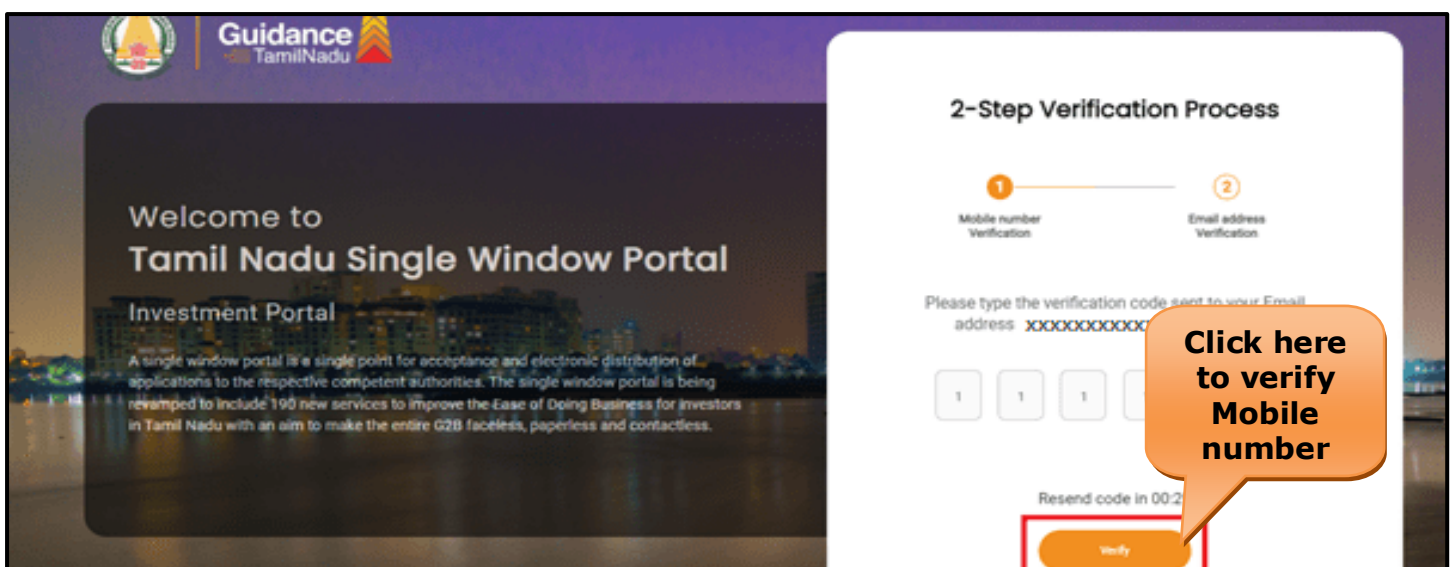 Guidance
TamilNadu
Welcome to
Tamil Nadu Single Window Portal
Investment Portal
A single window portal is a single point for acceptance and electronic distribution of
applications to the respective competent authorities. The single window portal is being
revamped to include 190 new services to improve the Ease of Doing Business for investors
in Tamil Nadu with an aim to make the entire G2B faceless, paperless and contactless.
2-Step Verification Process
1
2
Mobile number
Verification
Email address
Verification
Please type the verification code sent to your Email
address xxxxxxxxxx
1 1 1
Resend code in 00:2
Verify
Click here
to verify
Mobile
number